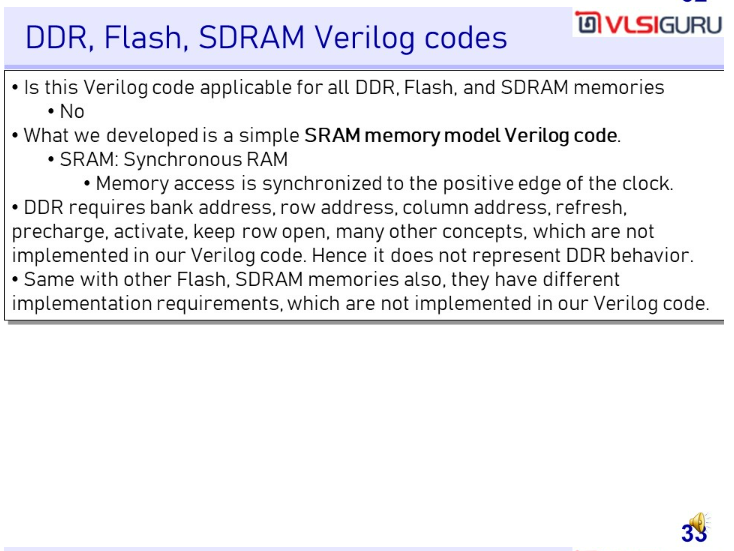 DDR, Flash, SDRAM Verilog codes
VLSIGURU
• Is this Verilog code applicable for all DDR, Flash, and SDRAM memories
• No
• What we developed is a simple SRAM memory model Verilog code.
• SRAM: Synchronous RAM
• Memory access is synchronized to the positive edge of the clock.
• DDR requires bank address, row address, column address, refresh,
precharge, activate, keep row open, many other concepts, which are not
implemented in our Verilog code. Hence it does not represent DDR behavior.
• Same with other Flash, SDRAM memories also, they have different
implementation requirements, which are not implemented in our Verilog code.
33